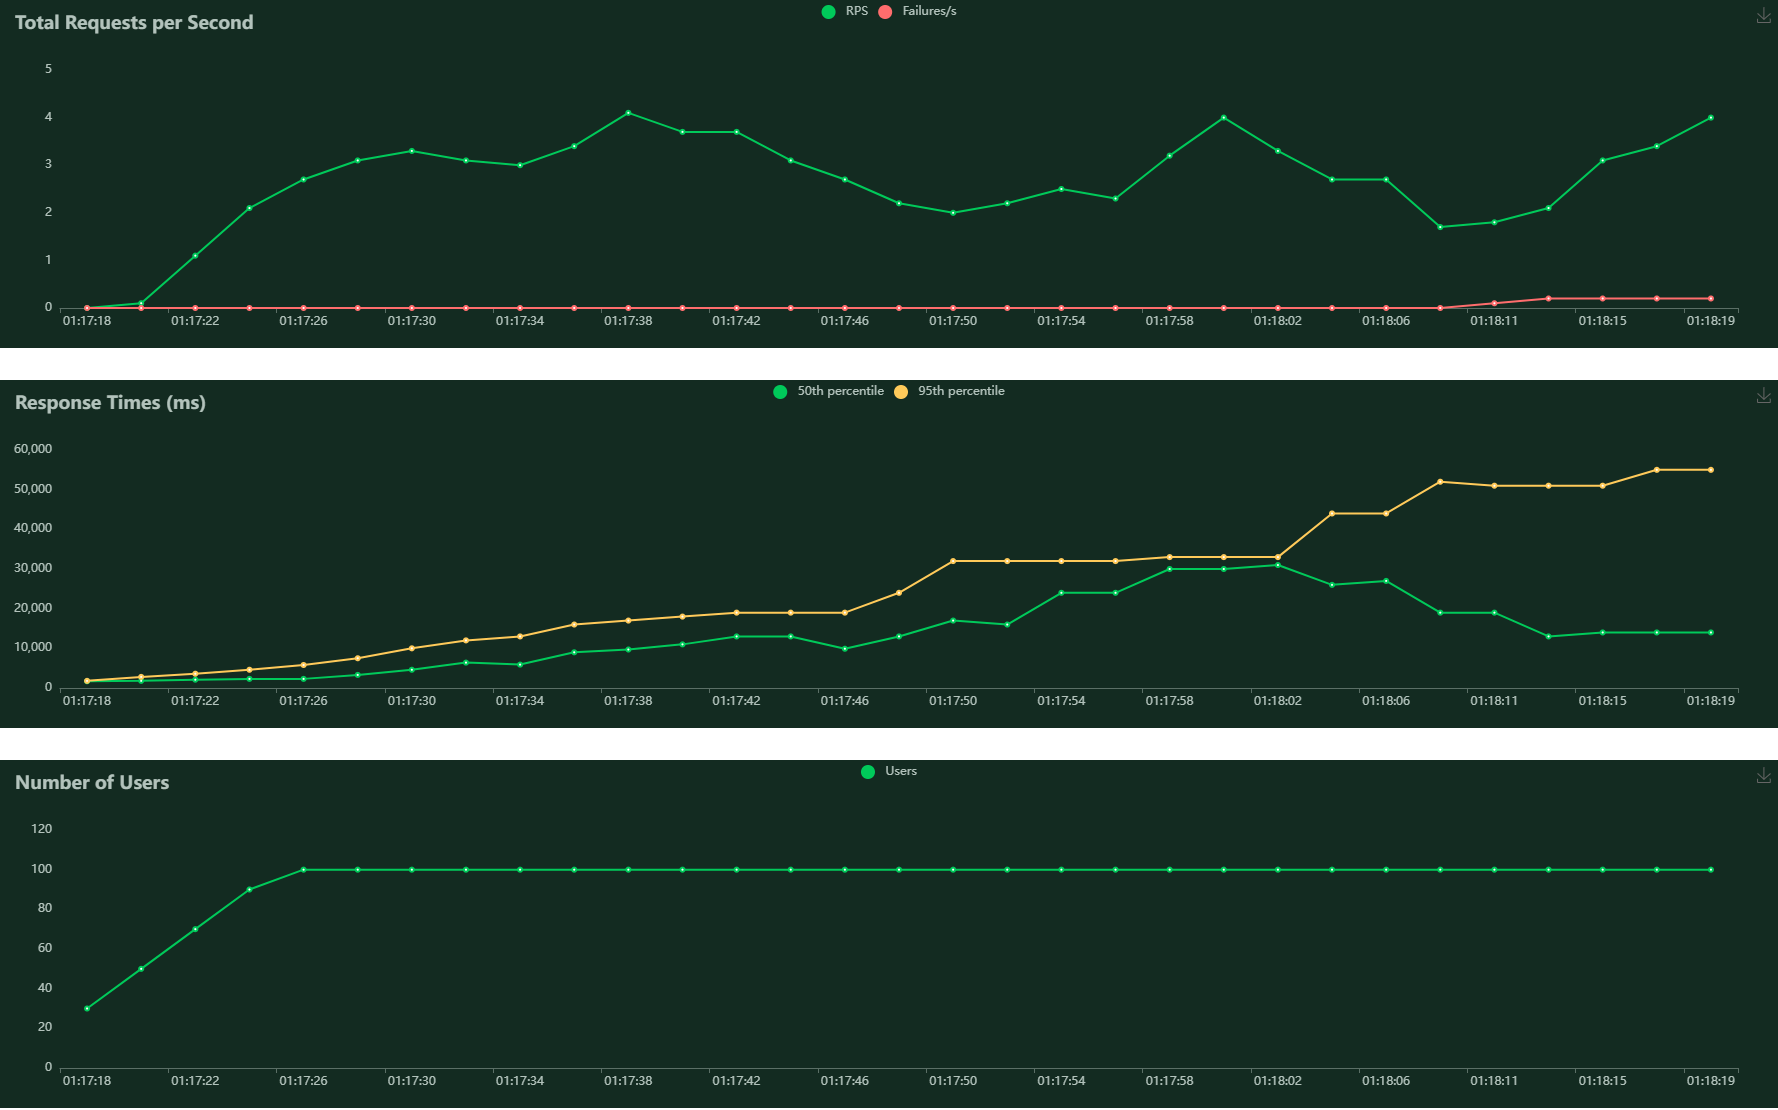 Total Requests per Second
RPS Failures/s
5
4
3
2
1
0
01:17:18 01:17:22 01:17:26 01:17:30 01:17:34 01:17:38 01:17:42 01:17:46 01:17:50 01:17:54 01:17:58 01:18:02 01:18:06 01:18:11 01:18:15 01:18:19
Response Times (ms)
50th percentile 95th percentile
60,000
50,000
40,000
30,000
20,000
10,000
0
01:17:18 01:17:22 01:17:26 01:17:30 01:17:34 01:17:38 01:17:42 01:17:46 01:17:50 01:17:54 01:17:58 01:18:02 01:18:06 01:18:11 01:18:15 01:18:19
Number of Users
Users
120
100
80
60
40
20
0
01:17:18 01:17:22 01:17:26 01:17:30 01:17:34 01:17:38 01:17:42 01:17:46 01:17:50 01:17:54 01:17:58 01:18:02 01:18:06 01:18:11 01:18:15 01:18:19